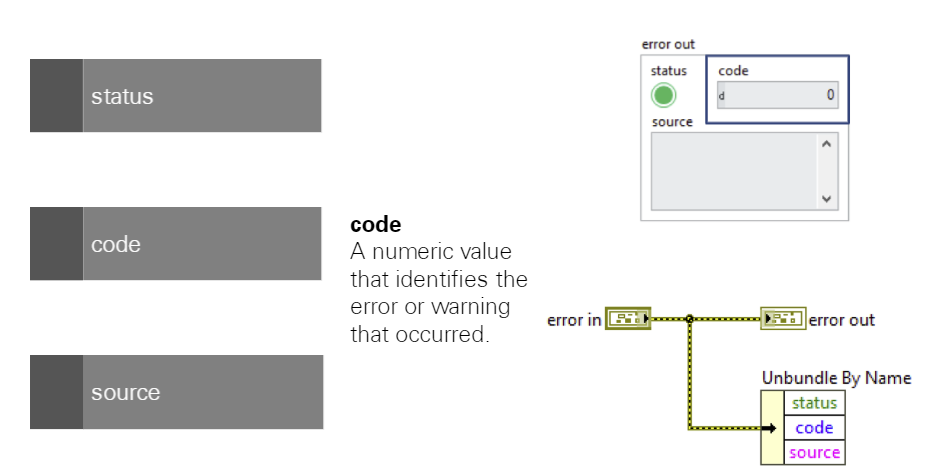 status
code
source
code
A numeric value
that identifies the
error or warning
that occurred.
error out
status
code
d
0
source
error in
error out
Unbundle By Name
status
code
source